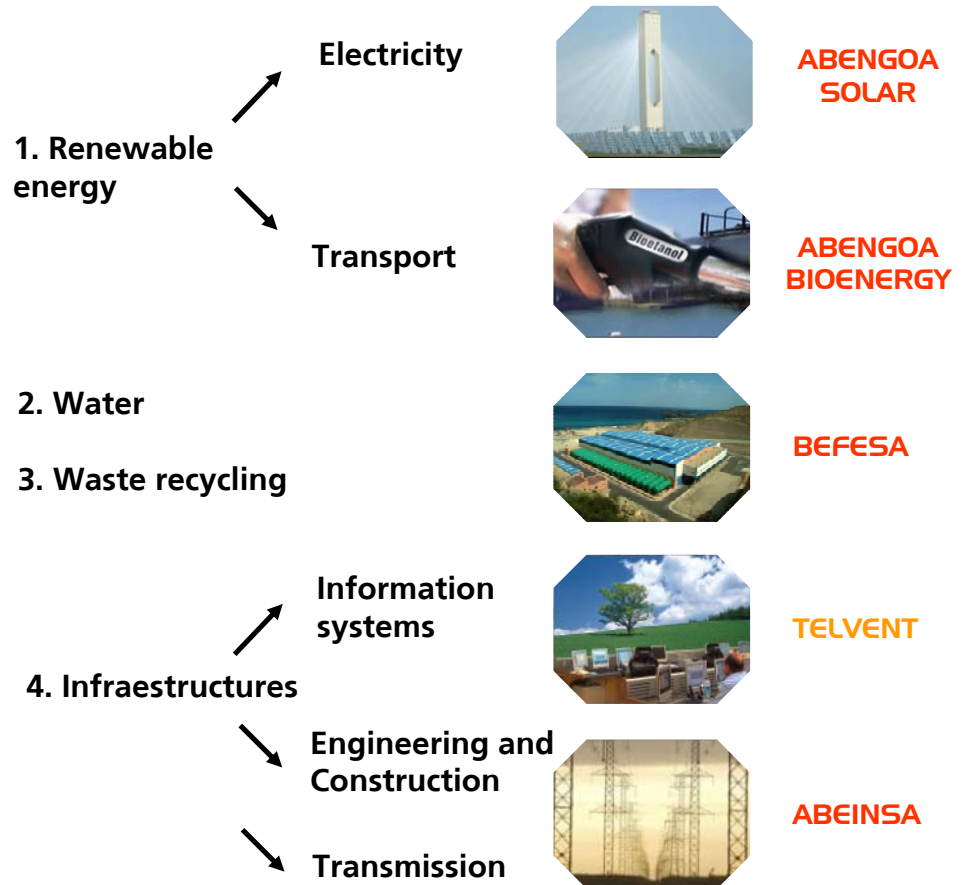 Electricity
ABENGOA
SOLAR
1. Renewable
energy
Transport
Bioetanol
ABENGOA
BIOENERGY
2. Water
3. Waste recycling
BEFESA
Information
systems
TELVENT
4. Infraestructures
Engineering and
Construction
ABEINSA
Transmission